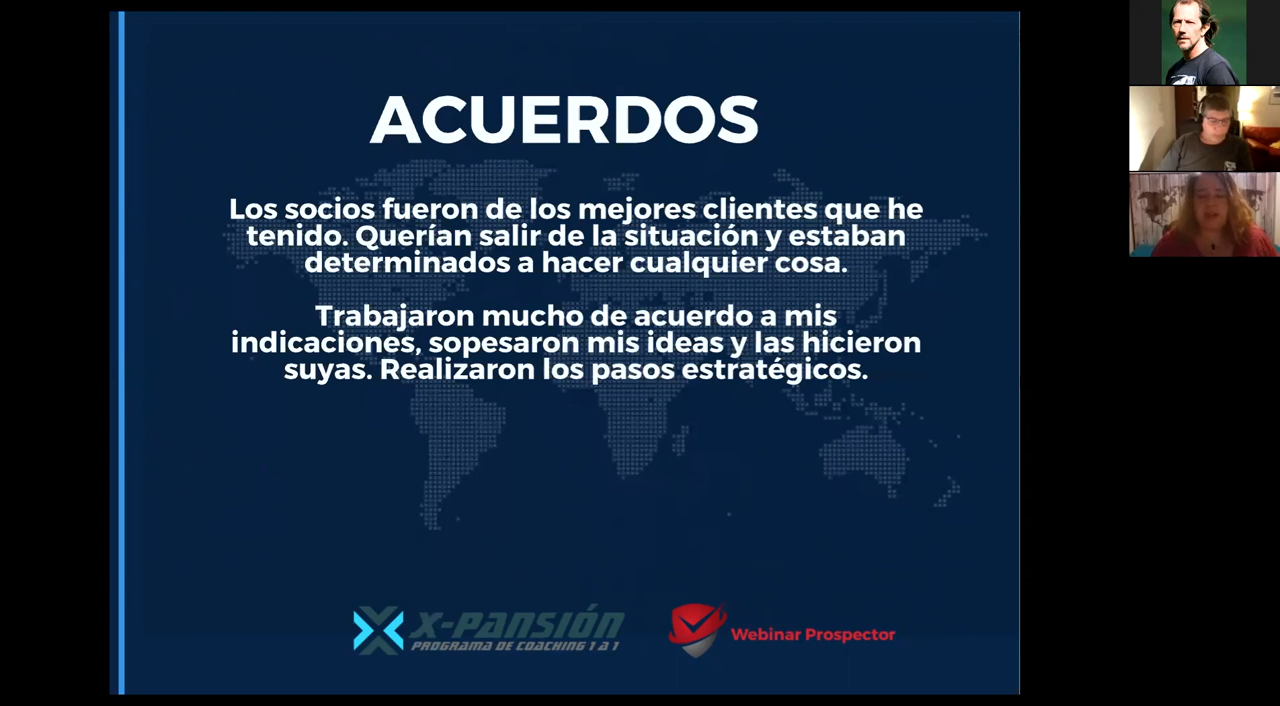 ACUERDOS
Los socios fueron de los mejores clientes que he
tenido. Querían salir de la situación y estaban
determinados a hacer cualquier cosa.
Trabajaron mucho de acuerdo a mis
indicaciones, sopesaron mis ideas y las hicieron
suyas. Realizaron los pasos estratégicos.
X-PANSIÓN
PROGRAMA DE COACHING 1 A 1
Webinar Prospector